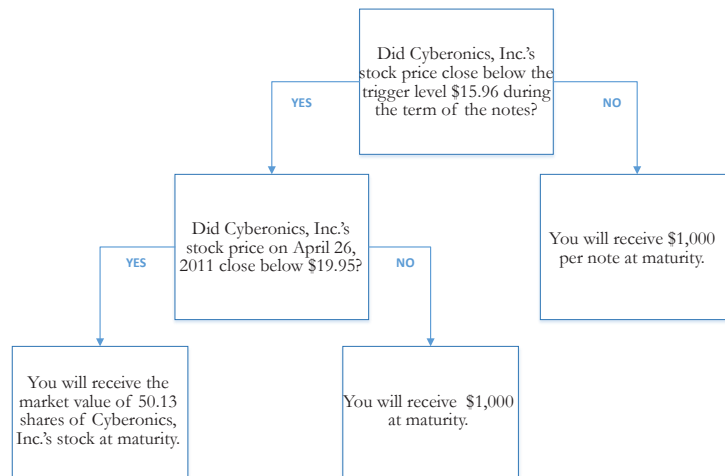 Did Cyberonics, Inc.'s
stock price close below the
trigger level $15.96 during
the term of the notes?
YES
NO
Did Cyberonics, Inc.'s
stock price on April 26,
2011 close below $19.95?
You will receive $1,000
per note at maturity.
YES
NO
You will receive the
market value of 50.13
shares of Cyberonics,
Inc.'s stock at maturity.
You will receive $1,000
at maturity.